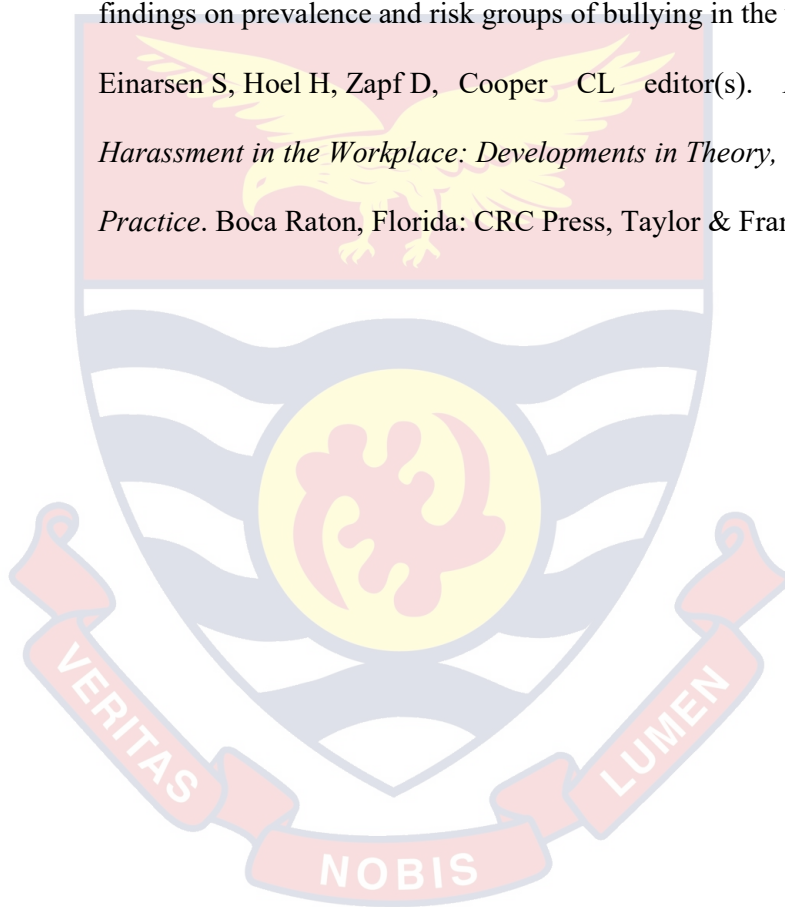 findings on prevalence and risk groups of bullying in the
Einarsen S, Hoel H, Zapf D, Cooper CL editor(s).
Harassment in the Workplace: Developments in Theory,
Practice. Boca Raton, Florida: CRC Press, Taylor & Fran
VERITAS
NOBIS
LUMEN